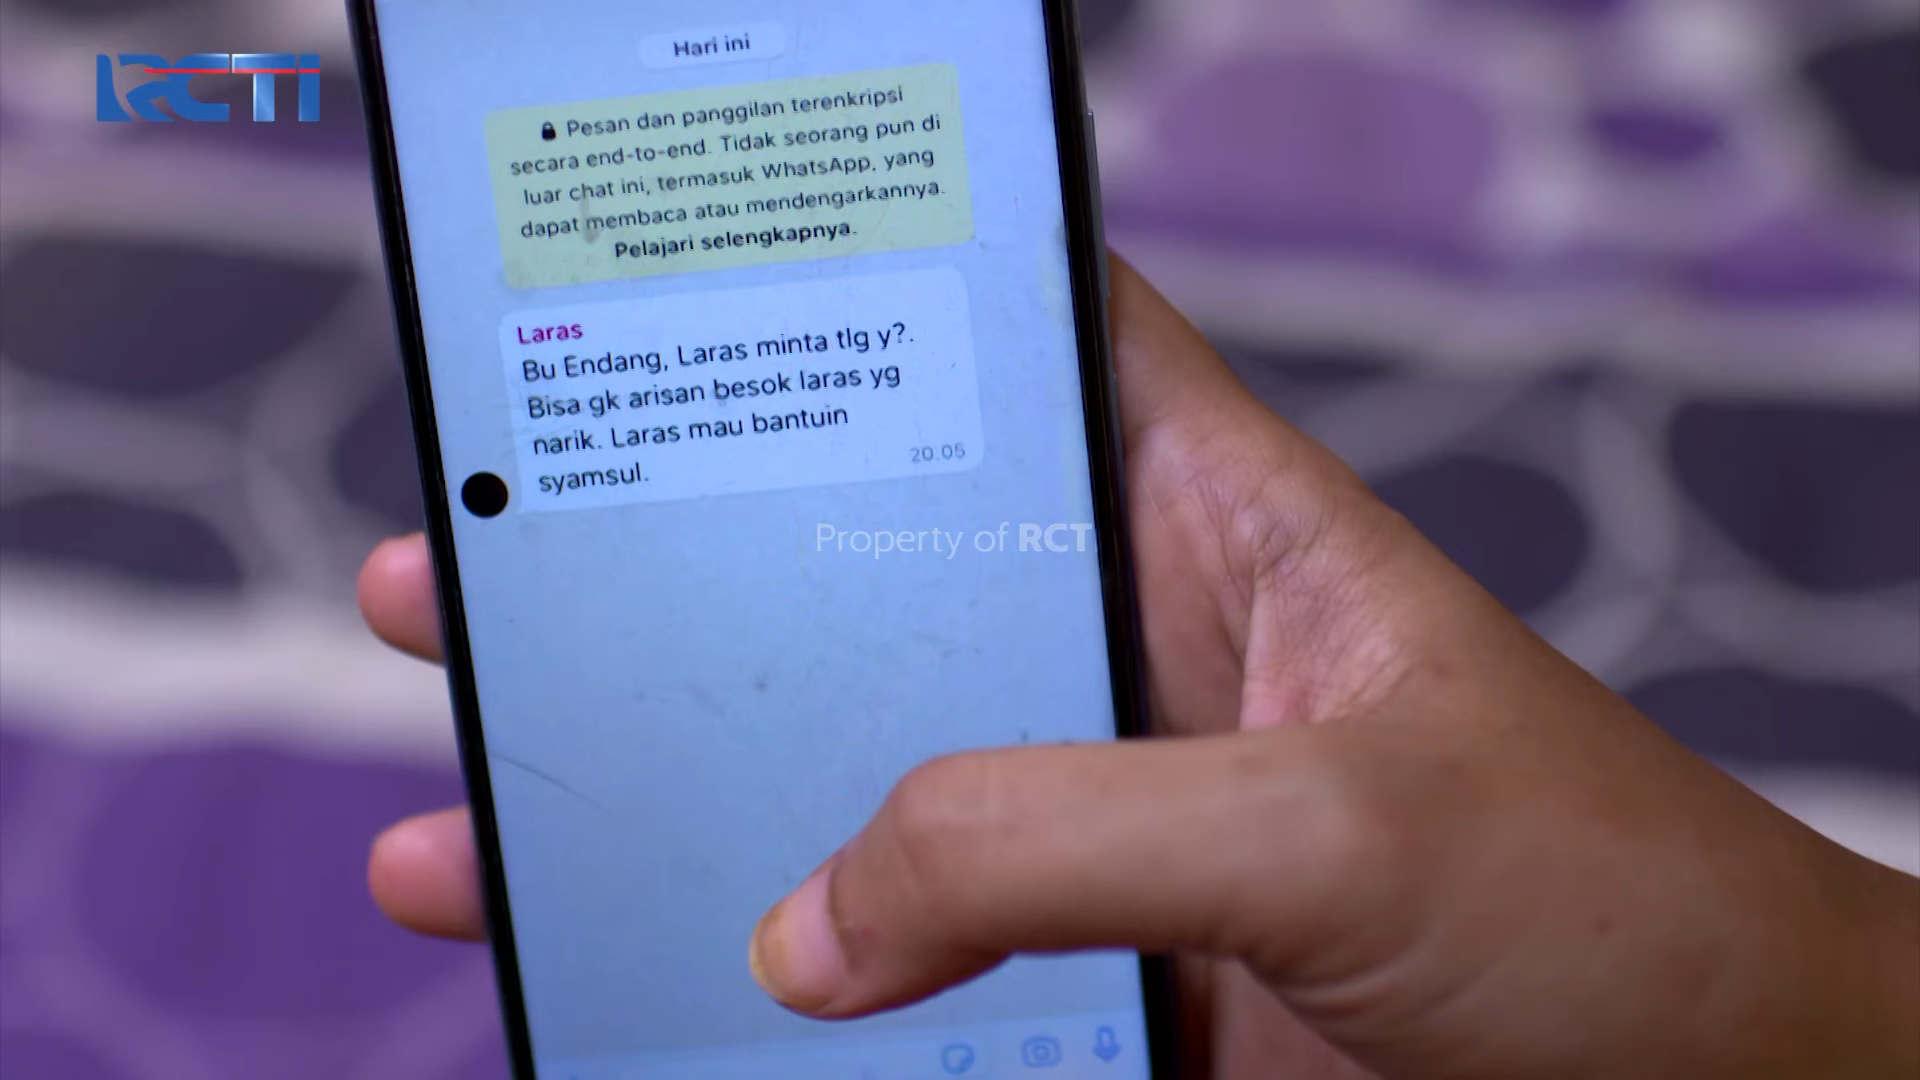 RCTI
Hari ini
Pesan dan panggilan terenkripsi
secara end-to-end. Tidak seorang pun di
luar chat ini, termasuk WhatsApp, yang
dapat membaca atau mendengarkannya.
Pelajari selengkapnya.
Laras
Bu Endang, Laras minta tlg y?.
Bisa gk arisan besok laras yg
narik. Laras mau bantuin
syamsul.
20.05
Property of RCT